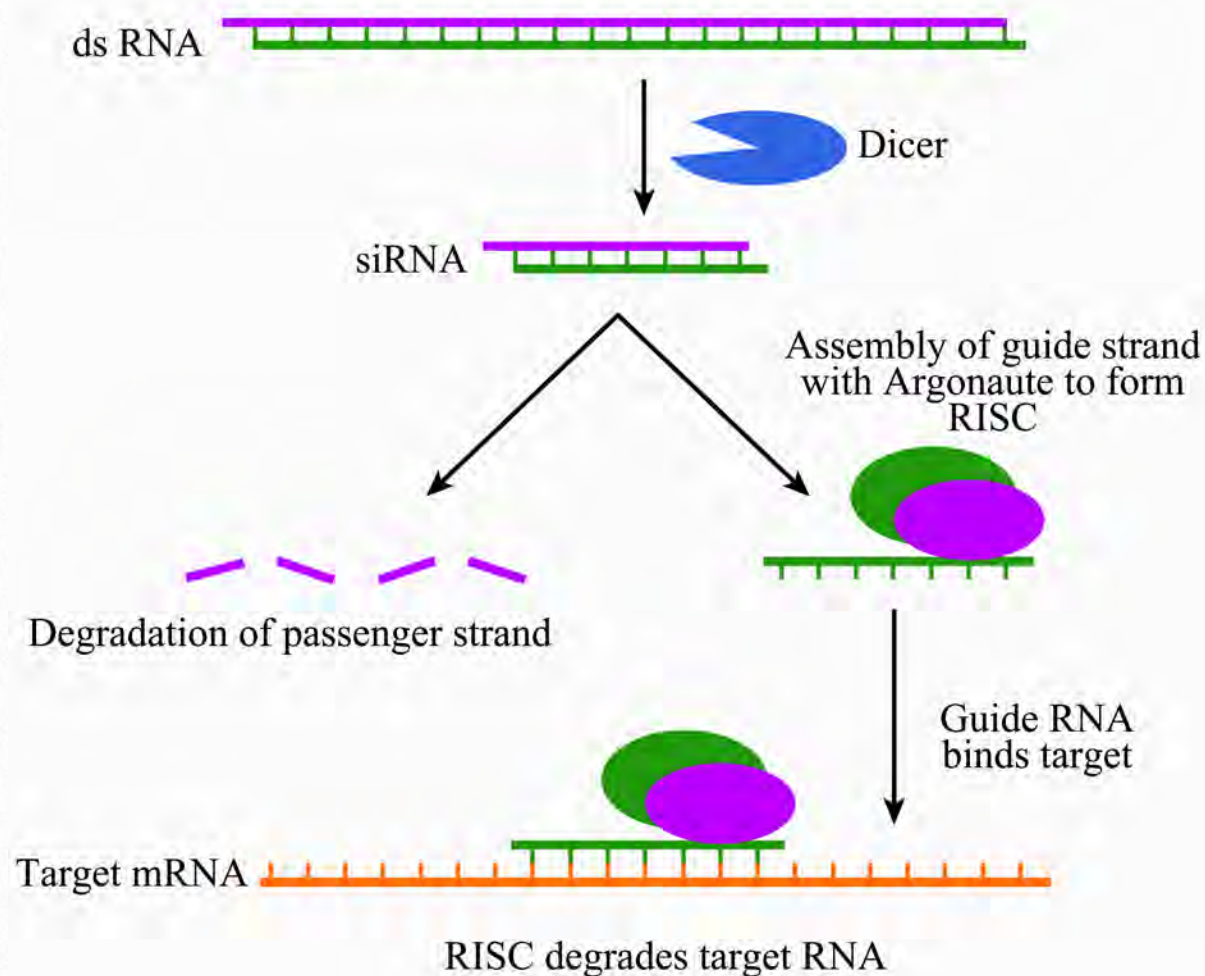 ds RNA
Dicer
siRNA
Assembly of guide strand
with Argonaute to form
RISC
Degradation of passenger strand
Guide RNA
binds target
Target mRNA
RISC degrades target RNA